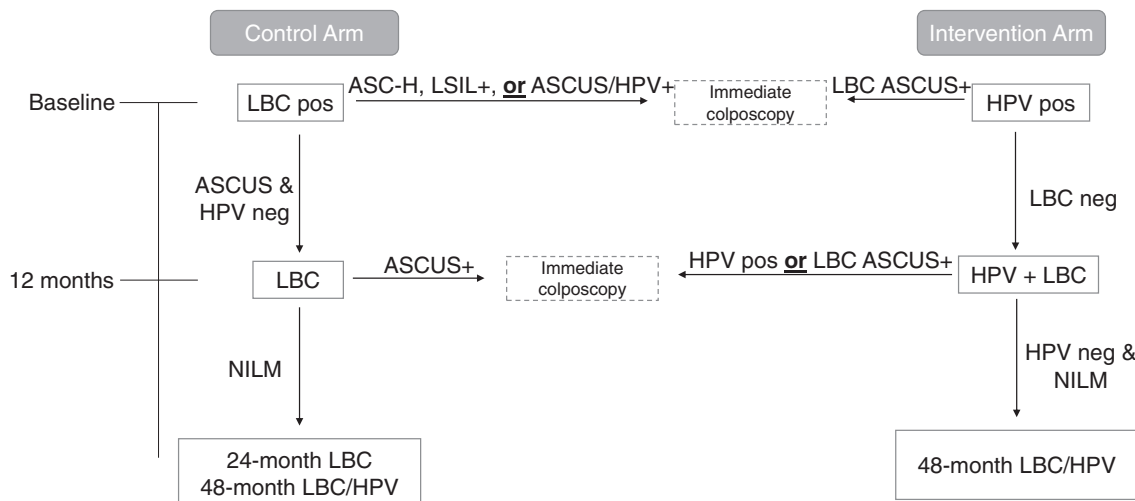 Control Arm
Intervention Arm
Baseline
LBC pos
ASC-H, LSIL+, or ASCUS/HPV+
Immediate
colposcopy
LBC ASCUS+
HPV pos
ASCUS &
HPV neg
LBC neg
12 months
LBC
ASCUS+
Immediate
colposcopy
HPV pos or LBC ASCUS+
HPV + LBC
NILM
HPV neg &
NILM
24-month LBC
48-month LBC/HPV
48-month LBC/HPV